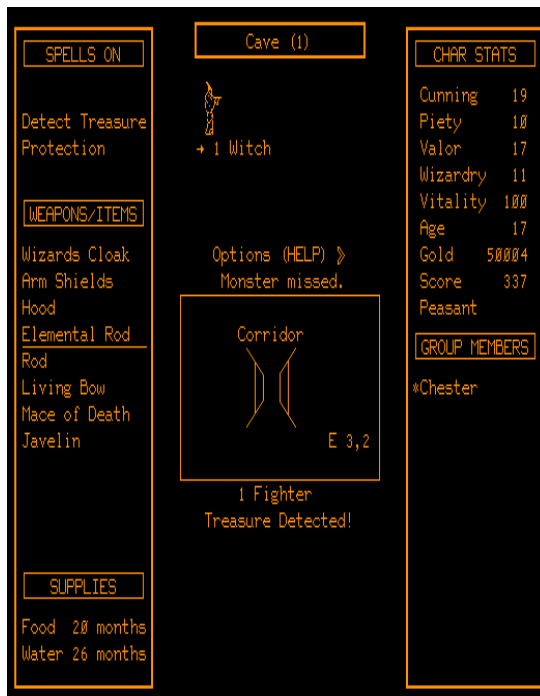 SPELLS ON
Detect Treasure
Protection
WEAPONS/ITEMS
Wizards Cloak
Arm Shields
Hood
Elemental Rod
Rod
Living Bow
Mace of Death
Javelin
SUPPLIES
Food 20 months
Water 26 months
Cave (1)
→ 1 Witch
Options (HELP) 》
Monster missed.
Corridor
E 3,2
1 Fighter
Treasure Detected!
CHAR STATS
Cunning 19
Piety 10
Valor 17
Wizardry 11
Vitality 100
Age 17
Gold 50004
Score 337
Peasant
GROUP MEMBERS
*Chester